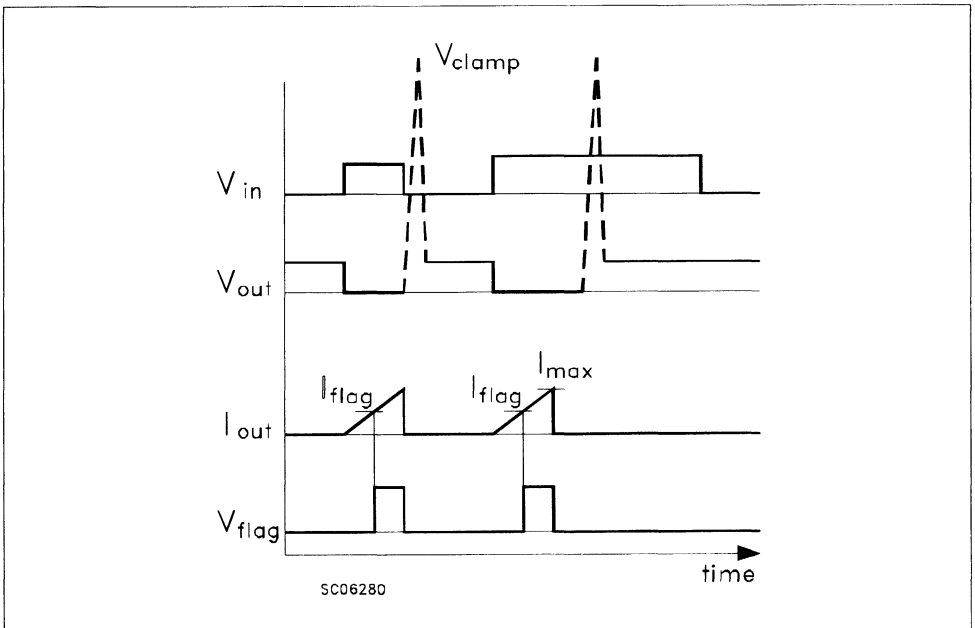 Vclamp
Vin
Vout
Iflag
Iflag
Imax
Iout
Vflag
time
SC06280